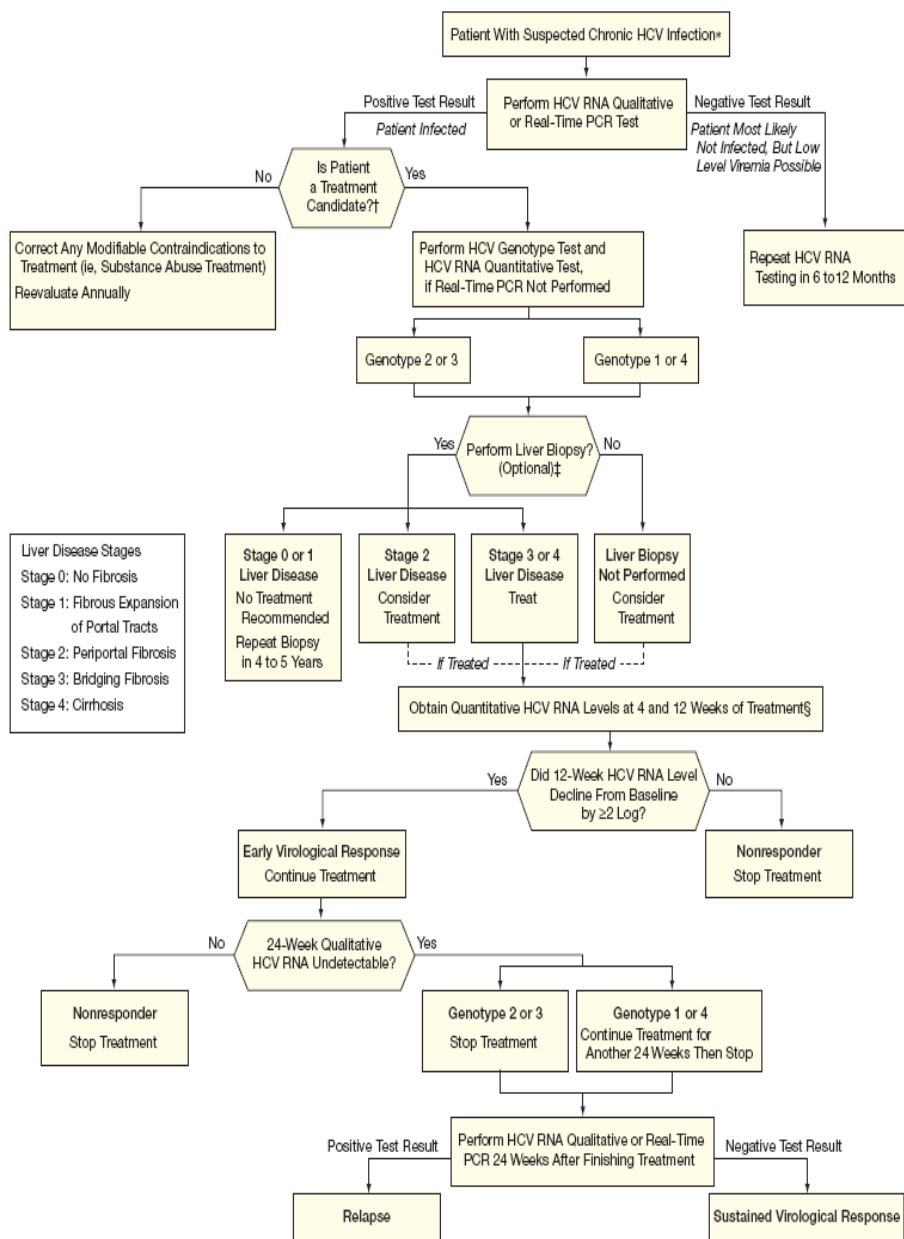 Patient With Suspected Chronic HCV Infection*
Positive Test Result
Patient Infected
Perform HCV RNA Qualitative
or Real-Time PCR Test
Negative Test Result
Patient Most Likely
Not Infected, But Low
Level Viremia Possible
No
Is Patient
a Treatment
Candidate?†
Yes
Correct Any Modifiable Contraindications to
Treatment (ie, Substance Abuse Treatment)
Reevaluate Annually
Perform HCV Genotype Test and
HCV RNA Quantitative Test,
if Real-Time PCR Not Performed
Repeat HCV RNA
Testing in 6 to 12 Months
Genotype 2 or 3
Genotype 1 or 4
Yes
Perform Liver Biopsy?
(Optional)‡
No
Liver Disease Stages
Stage 0: No Fibrosis
Stage 1: Fibrous Expansion
of Portal Tracts
Stage 2: Periportal Fibrosis
Stage 3: Bridging Fibrosis
Stage 4: Cirrhosis
Stage 0 or 1
Liver Disease
No Treatment
Recommended
Repeat Biopsy
in 4 to 5 Years
Stage 2
Liver Disease
Consider
Treatment
Stage 3 or 4
Liver Disease
Treat
Liver Biopsy
Not Performed
Consider
Treatment
If Treated
If Treated
Obtain Quantitative HCV RNA Levels at 4 and 12 Weeks of Treatment§
Yes
Did 12-Week HCV RNA Level
Decline From Baseline
by ≥2 Log?
No
Early Virological Response
Continue Treatment
Nonresponder
Stop Treatment
No
24-Week Qualitative
HCV RNA Undetectable?
Yes
Nonresponder
Stop Treatment
Genotype 2 or 3
Stop Treatment
Genotype 1 or 4
Continue Treatment for
Another 24 Weeks Then Stop
Positive Test Result
Perform HCV RNA Qualitative or Real-Time
PCR 24 Weeks After Finishing Treatment
Negative Test Result
Relapse
Sustained Virological Response